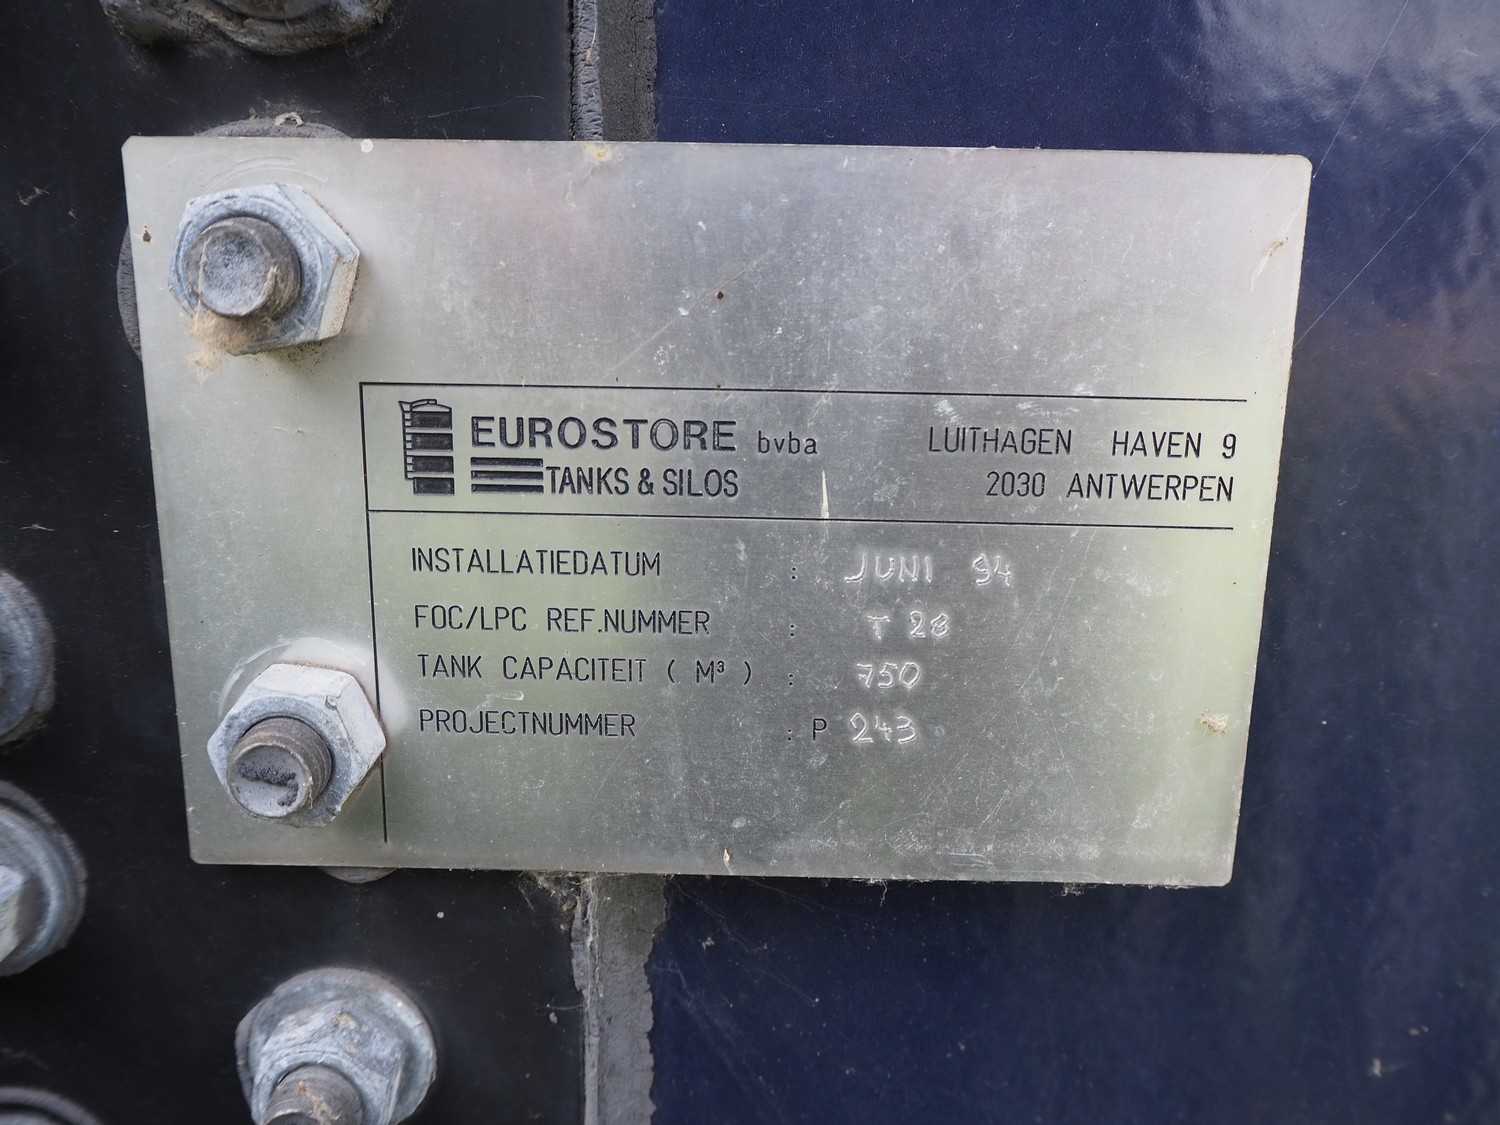 EUROSTORE bvba LUITHAGEN HAVEN 9
TANKS & SILOS 2030 ANTWERPEN
INSTALLATIEDATUM : JUNI 94
FOC/LPC REF.NUMMER : T 28
TANK CAPACITEIT ( M³ ) : 750
PROJECTNUMMER : P 243